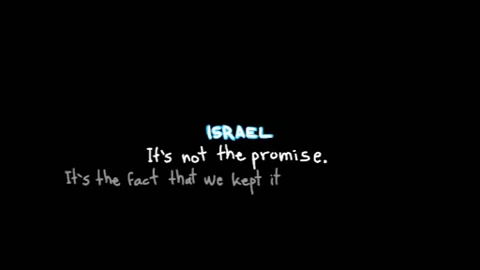 ISRAEL
It's not the promise.
It's the fact that we kept it